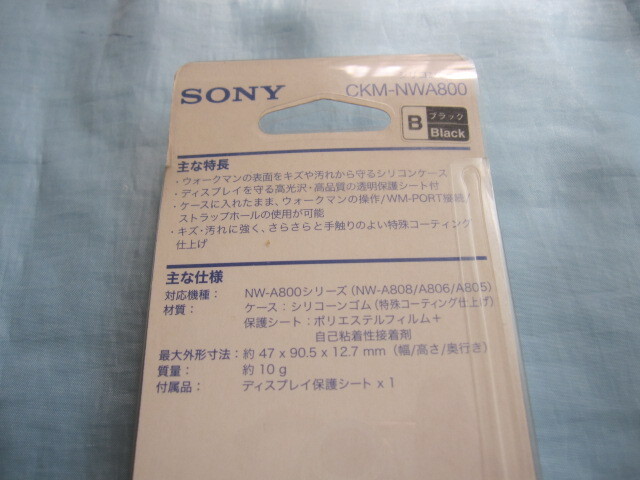 SONY
CKM-NWA800
B ブラック
Black
主な特長
・ウォークマンの表面をキズや汚れから守るシリコンケース
・ディスプレイを守る高光沢・高品質の透明保護シート付
・ケースに入れたまま、ウォークマンの操作/WM-PORT接続/
ストラップホールの使用が可能
・キズ・汚れに強く、さらさらと手触りのよい特殊コーティング
仕上げ
主な仕様
対応機種： NW-A800シリーズ（NW-A808/A806/A805）
材質： ケース：シリコーンゴム（特殊コーティング仕上げ）
保護シート：ポリエステルフィルム＋
自己粘着性接着剤
最大外形寸法：約 47 x 90.5 x 12.7 mm（幅/高さ/奥行き）
質量： 約 10 g
付属品： ディスプレイ保護シート x 1